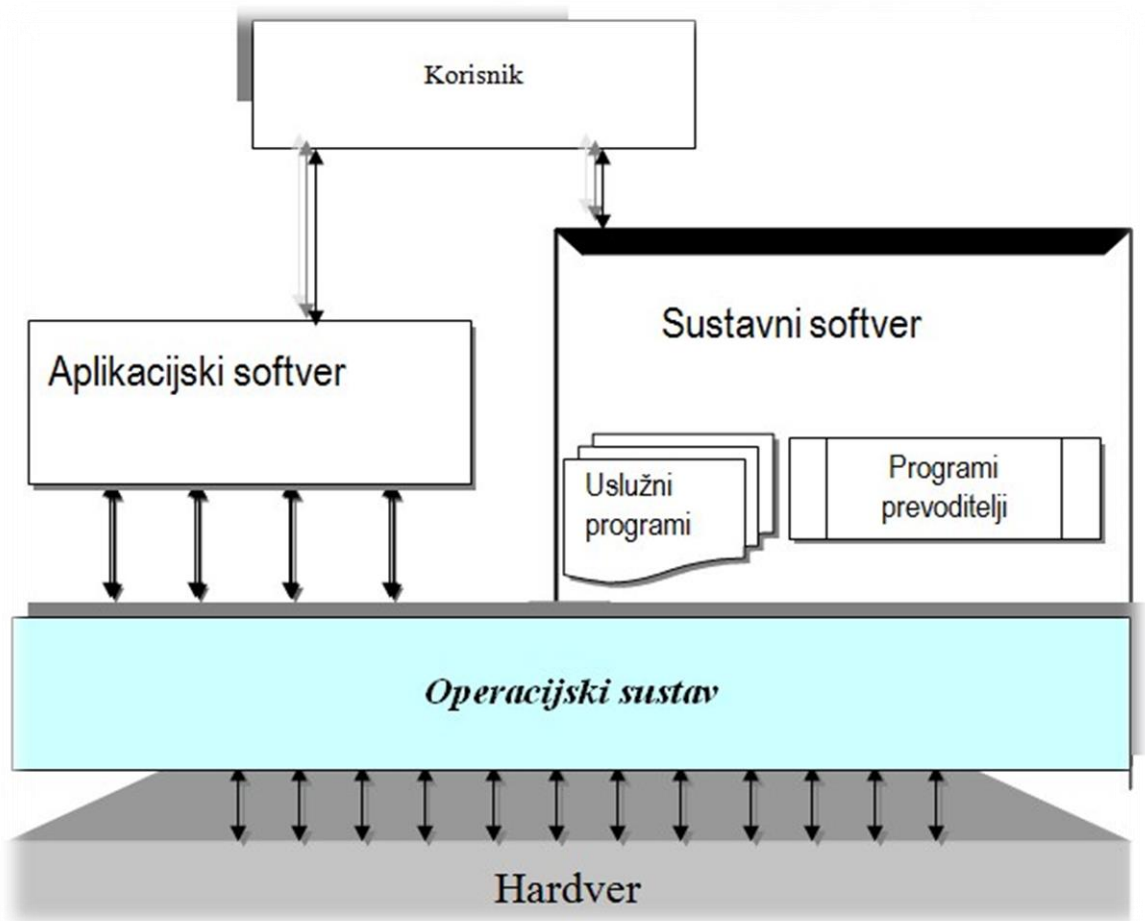 Korisnik
Sustavni softver
Aplikacijski softver
Uslužni
programi
Programi
prevoditelji
Operacijski sustav
Hardver